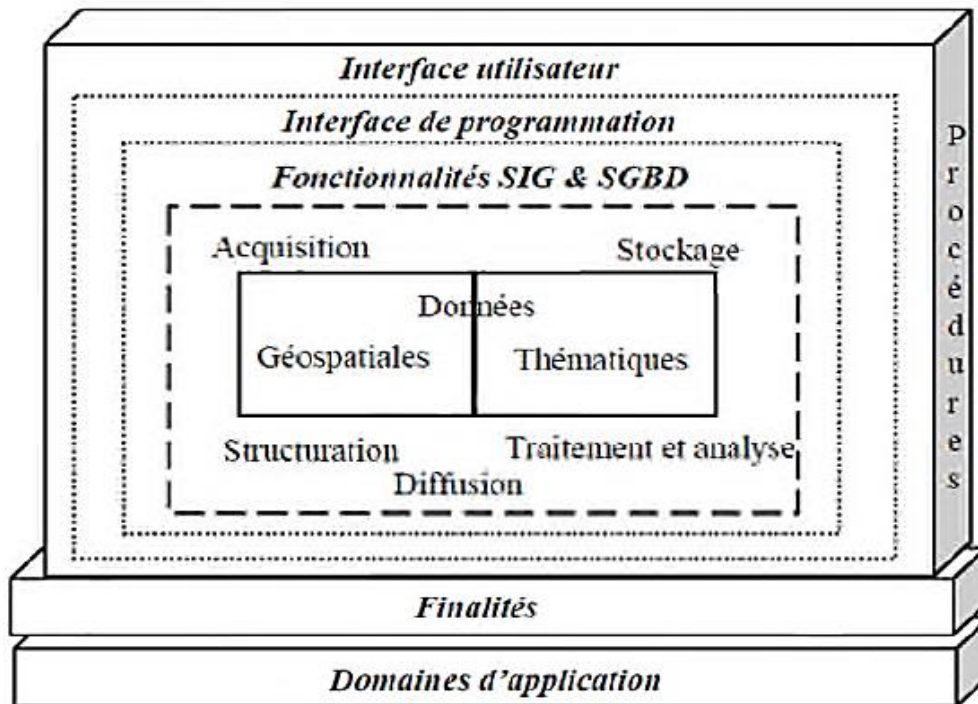 Interface utilisateur
Interface de programmation
Fonctionnalités SIG & SGBD
Acquisition
Stockage
Données
Géospatiales
Thématiques
Structuration
Traitement et analyse
Diffusion
Procédures
Finalités
Domaines d'application